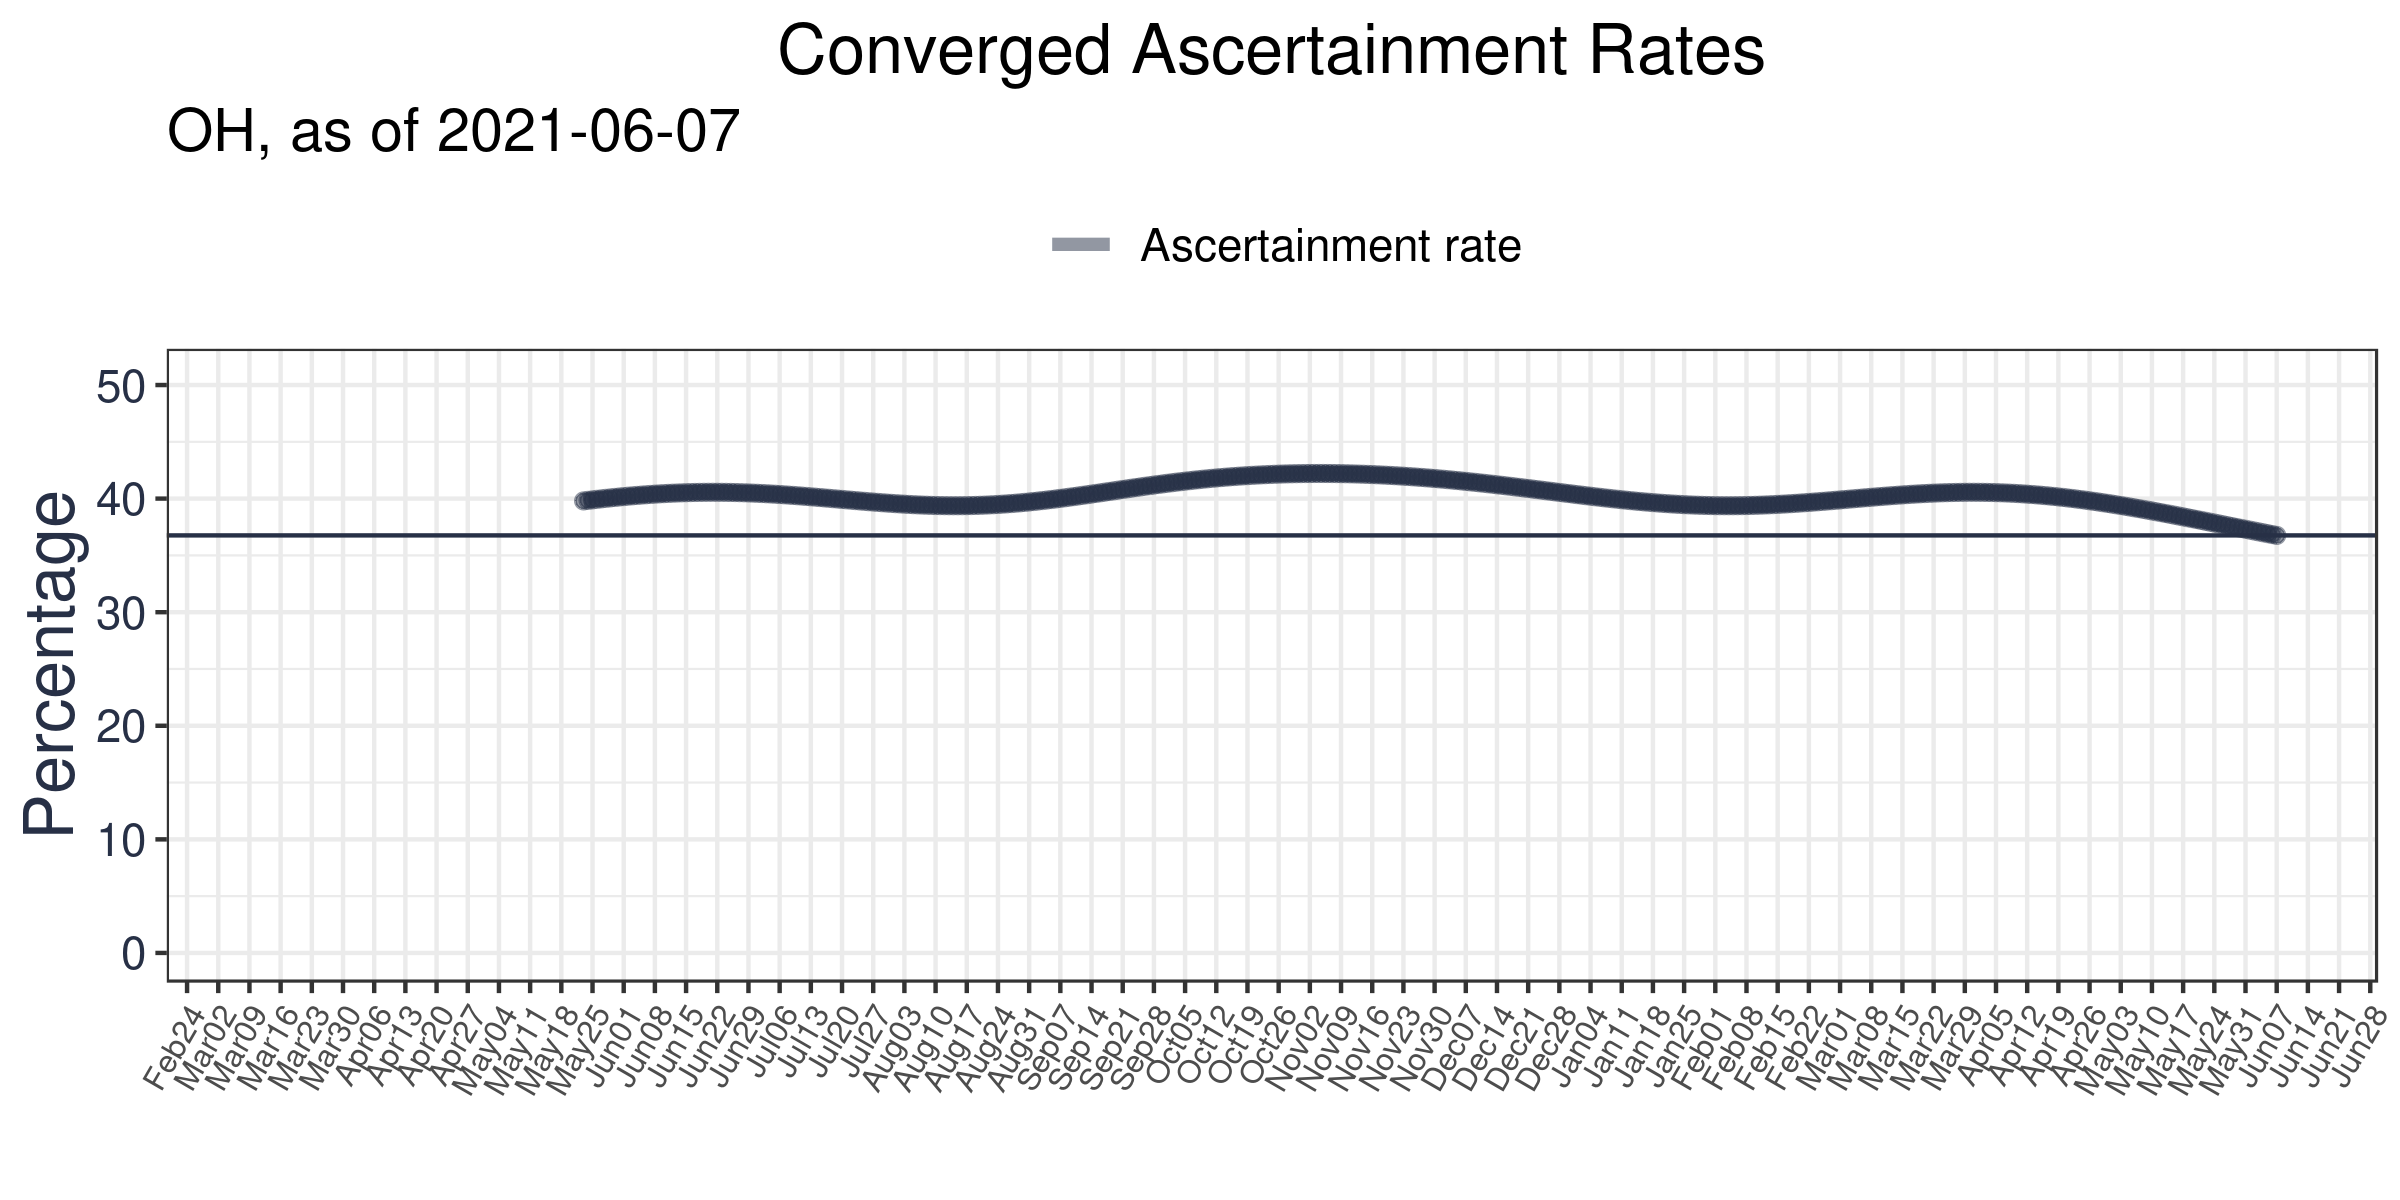 Converged Ascertainment Rates
OH, as of 2021-06-07
Ascertainment rate
Percentage
50
40
30
20
10
0
Feb24 Mar02 Mar09 Mar16 Mar23 Mar30 Apr06 Apr13 Apr20 Apr27 May04 May11 May18 May25 Jun01 Jun08 Jun15 Jun22 Jun29 Jul06 Jul13 Jul20 Jul27 Aug03 Aug10 Aug17 Aug24 Aug31 Sep07 Sep14 Sep21 Sep28 Oct05 Oct12 Oct19 Oct26 Nov02 Nov09 Nov16 Nov23 Nov30 Dec07 Dec14 Dec21 Dec28 Jan04 Jan11 Jan18 Jan25 Feb01 Feb08 Feb15 Feb22 Mar01 Mar08 Mar15 Mar22 Mar29 Apr05 Apr12 Apr19 Apr26 May03 May10 May17 May24 May31 Jun07 Jun14 Jun21 Jun28